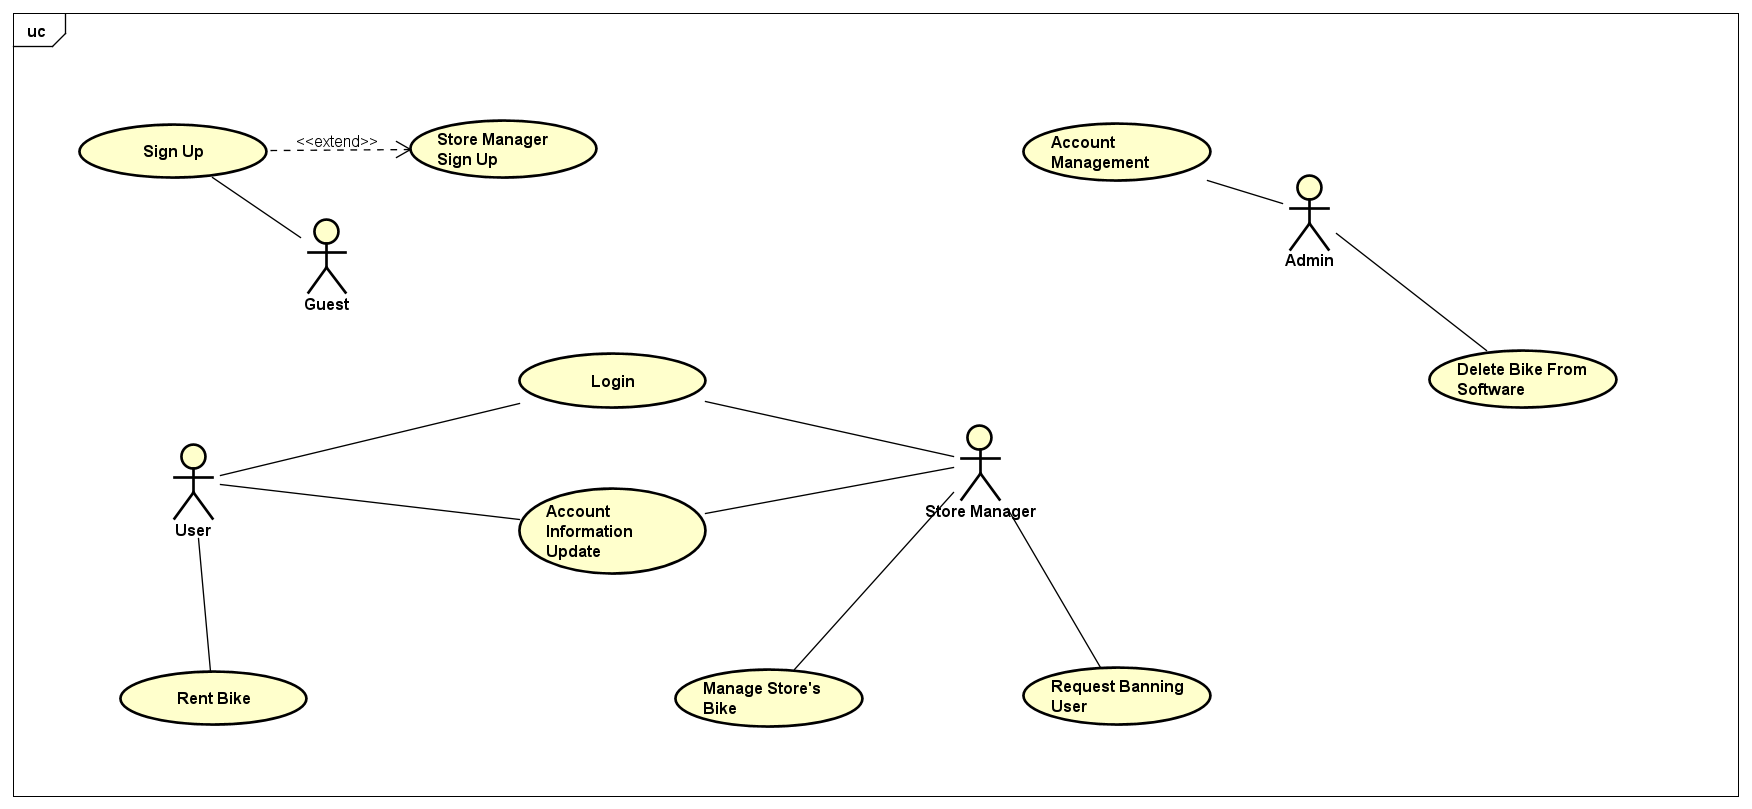 uc
Sign Up
<<extend>>
Store Manager
Sign Up
Account
Management
Guest
Admin
Login
Delete Bike From
Software
User
Account
Information
Update
Store Manager
Rent Bike
Manage Store's
Bike
Request Banning
User